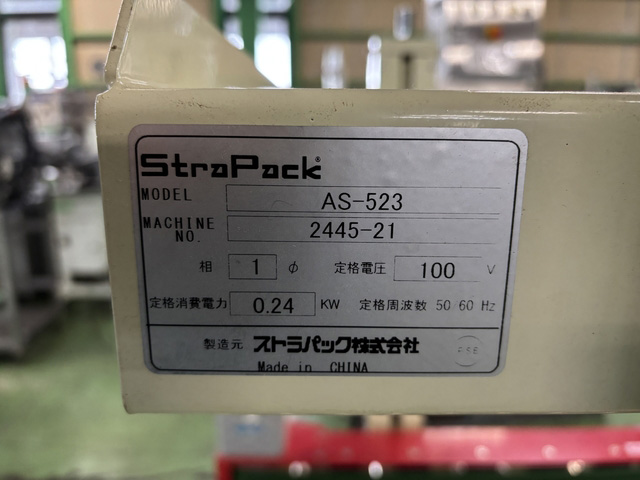 StraPack®
MODEL AS-523
MACHINE NO. 2445-21
相 1 φ 定格電圧 100 V
定格消費電力 0.24 KW 定格周波数 50 60 Hz
製造元 ストラパック株式会社 PSE
Made in CHINA